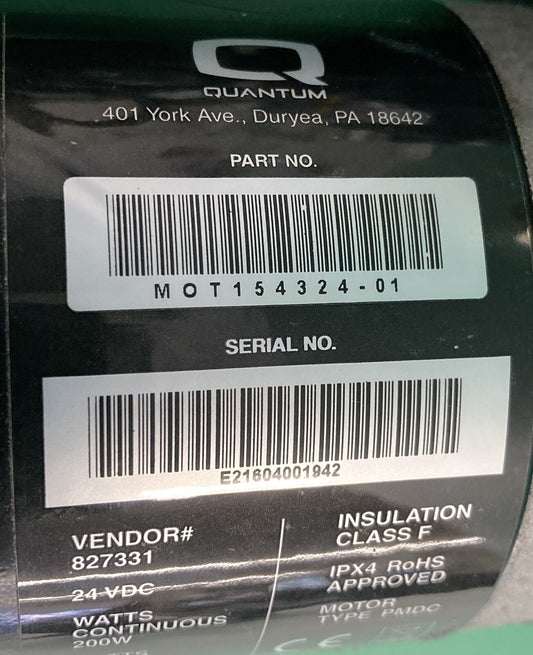 QUANTUM
401 York Ave., Duryea, PA 18642
PART NO.
MOT154324-01
SERIAL NO.
E21604001942
VENDOR#
827331
24 VDC
WATTS
CONTINUOUS
200W
INSULATION
CLASS F
IPX4 RoHS
APPROVED
MOTOR
TYPE PMDC
CE